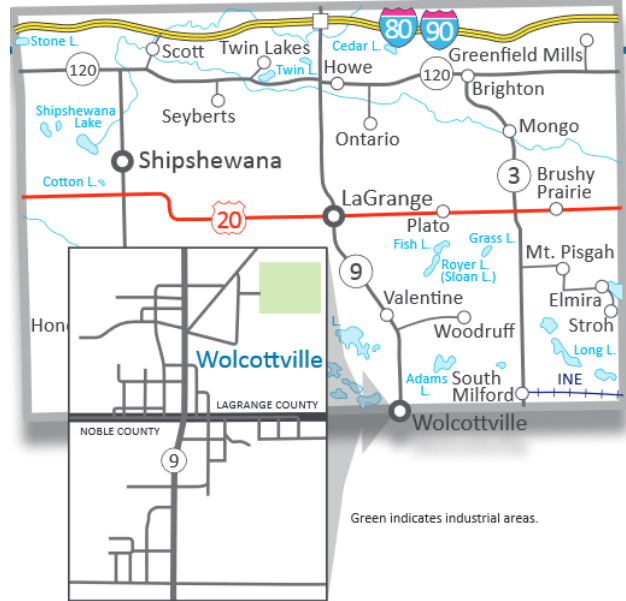 80
90
Stone L.
Scott
Twin Lakes
Cedar L.
Greenfield Mills
120
Twin L.
Howe
120
Brighton
Shipshewana
Lake
Seyberts
Ontario
Mongo
Shipshewana
3
Brushy
Prairie
Cotton L.
LaGrange
20
Plato
Fish L.
Grass L.
Mt. Pisgah
9
Royer L.
(Sloan L.)
Elmira
Valentine
Stroh
Woodruff
L.
Long L.
Adams
L.
South
Milford
INE
Wolcottville
Wolcottville
LAGRANGE COUNTY
NOBLE COUNTY
9
Green indicates industrial areas.